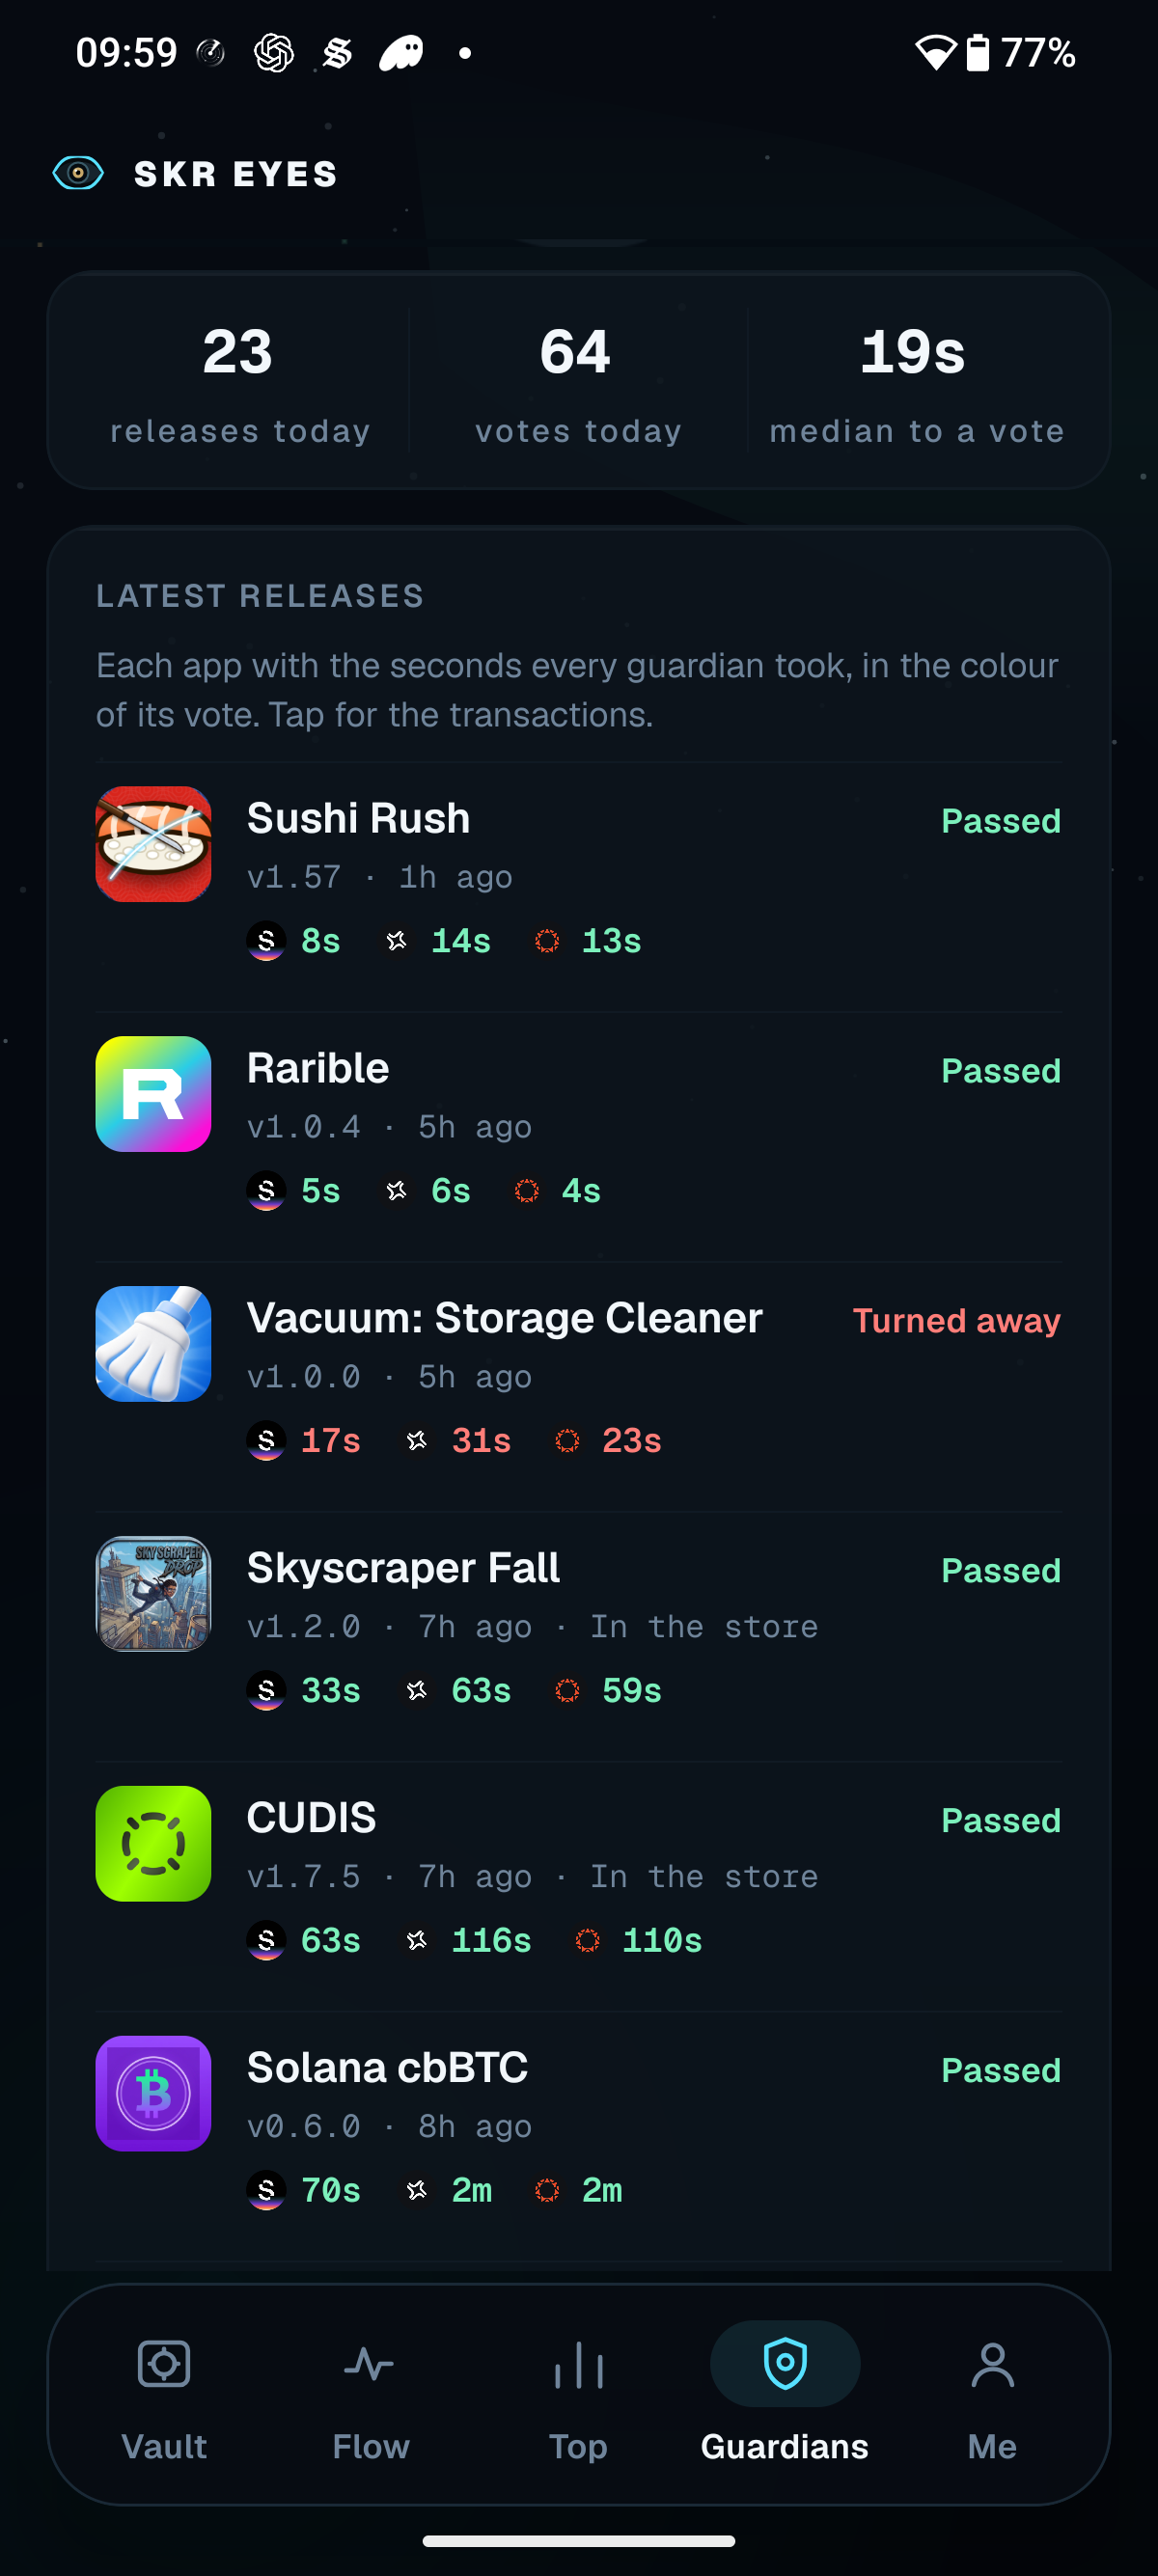 09:59
77%
SKR EYES
23
releases today
64
votes today
19s
median to a vote
LATEST RELEASES
Each app with the seconds every guardian took, in the colour
of its vote. Tap for the transactions.
Sushi Rush
Passed
v1.57 · 1h ago
8s 14s 13s
Rarible
Passed
v1.0.4 · 5h ago
5s 6s 4s
Vacuum: Storage Cleaner
Turned away
v1.0.0 · 5h ago
17s 31s 23s
SKYSCRAPER
DROP
Skyscraper Fall
Passed
v1.2.0 · 7h ago · In the store
33s 63s 59s
CUDIS
Passed
v1.7.5 · 7h ago · In the store
63s 116s 110s
Solana cbBTC
Passed
v0.6.0 · 8h ago
70s 2m 2m
Vault
Flow
Top
Guardians
Me